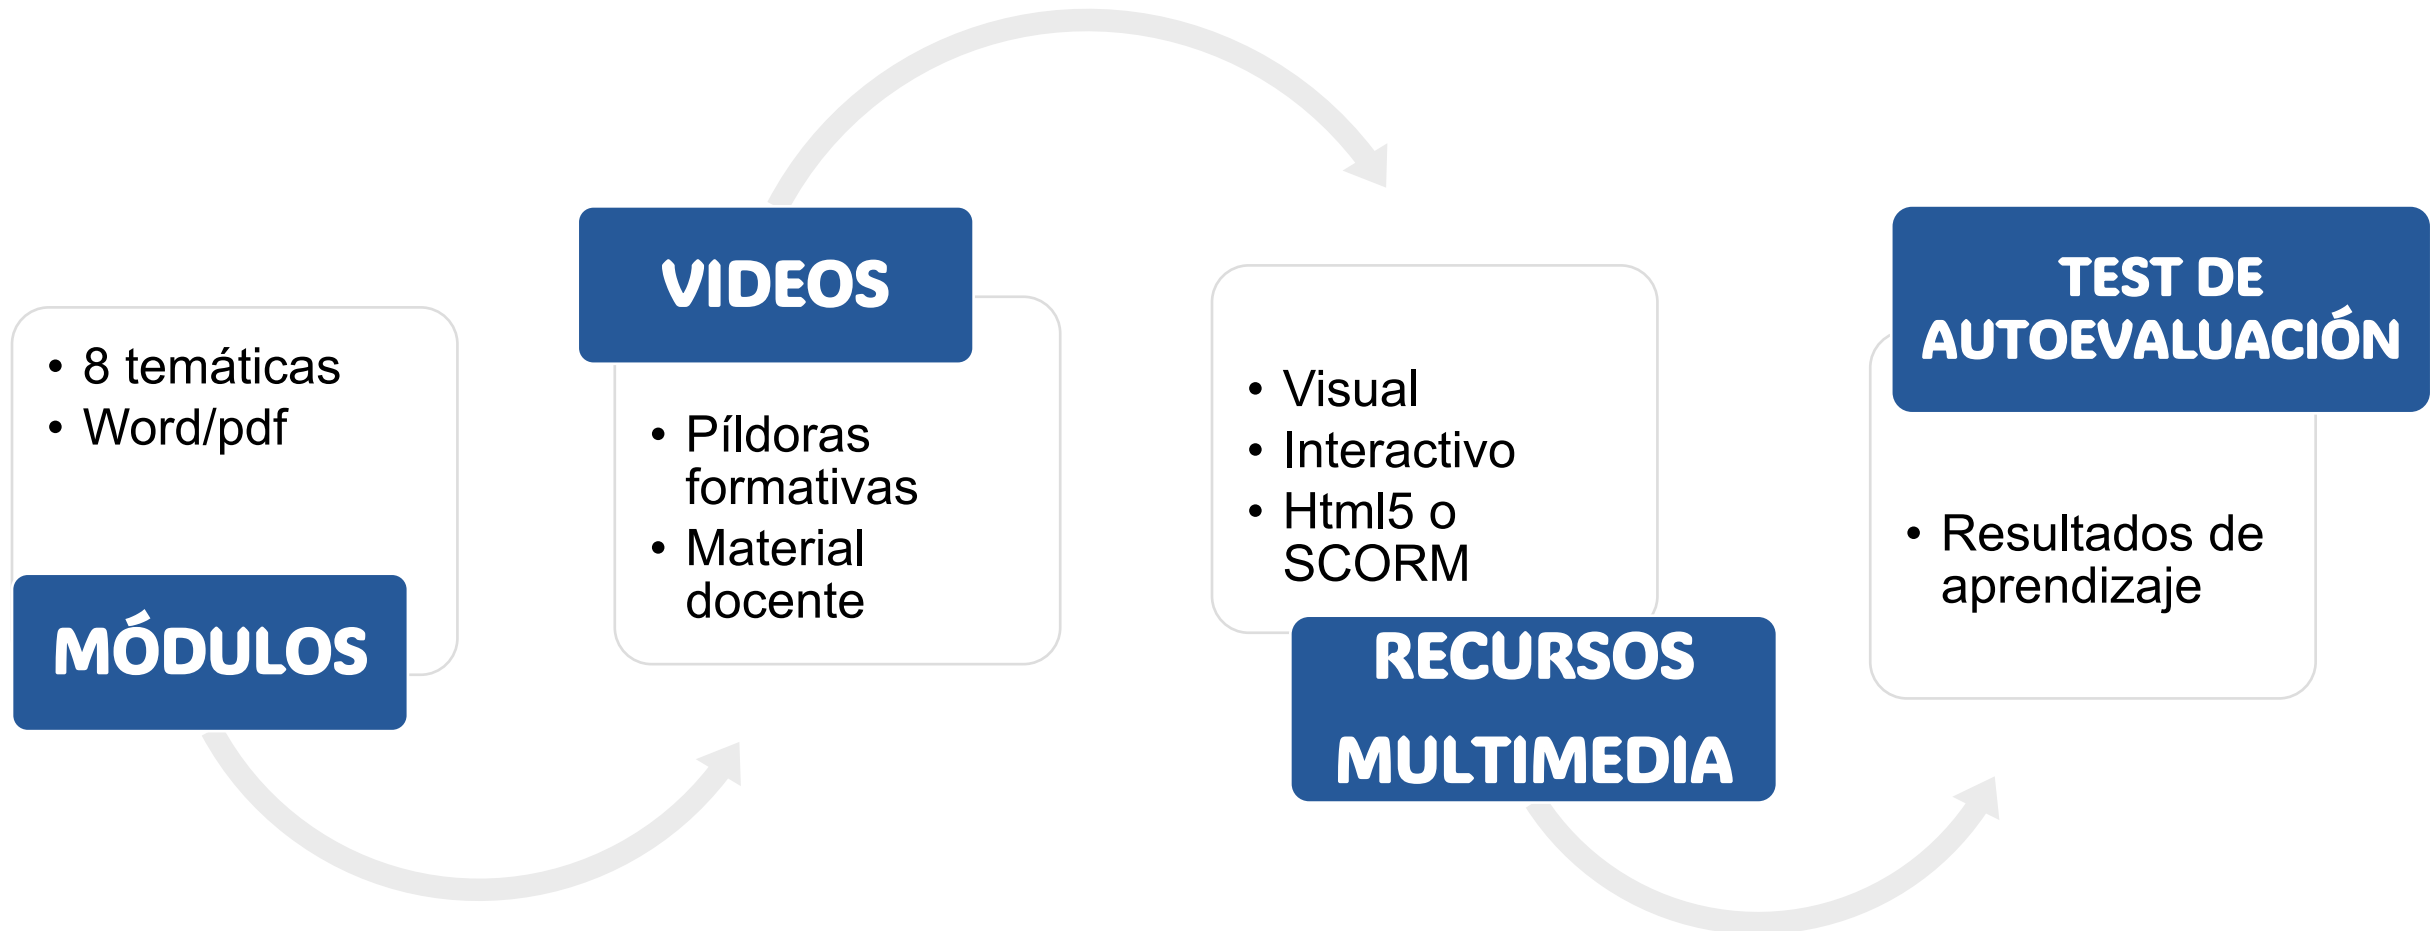 • 8 temáticas
• Word/pdf
MÓDULOS
VIDEOS
• Píldoras
formativas
• Material
docente
• Visual
• Interactivo
• Html5 o
SCORM
RECURSOS
MULTIMEDIA
TEST DE
AUTOEVALUACIÓN
• Resultados de
aprendizaje